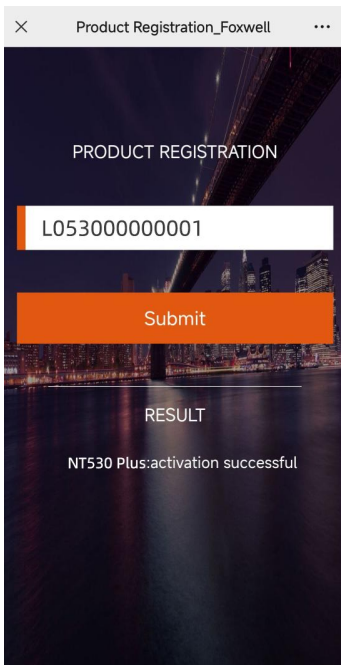 Product Registration_Foxwell
PRODUCT REGISTRATION
L053000000001
Submit
RESULT
NT530 Plus:activation successful